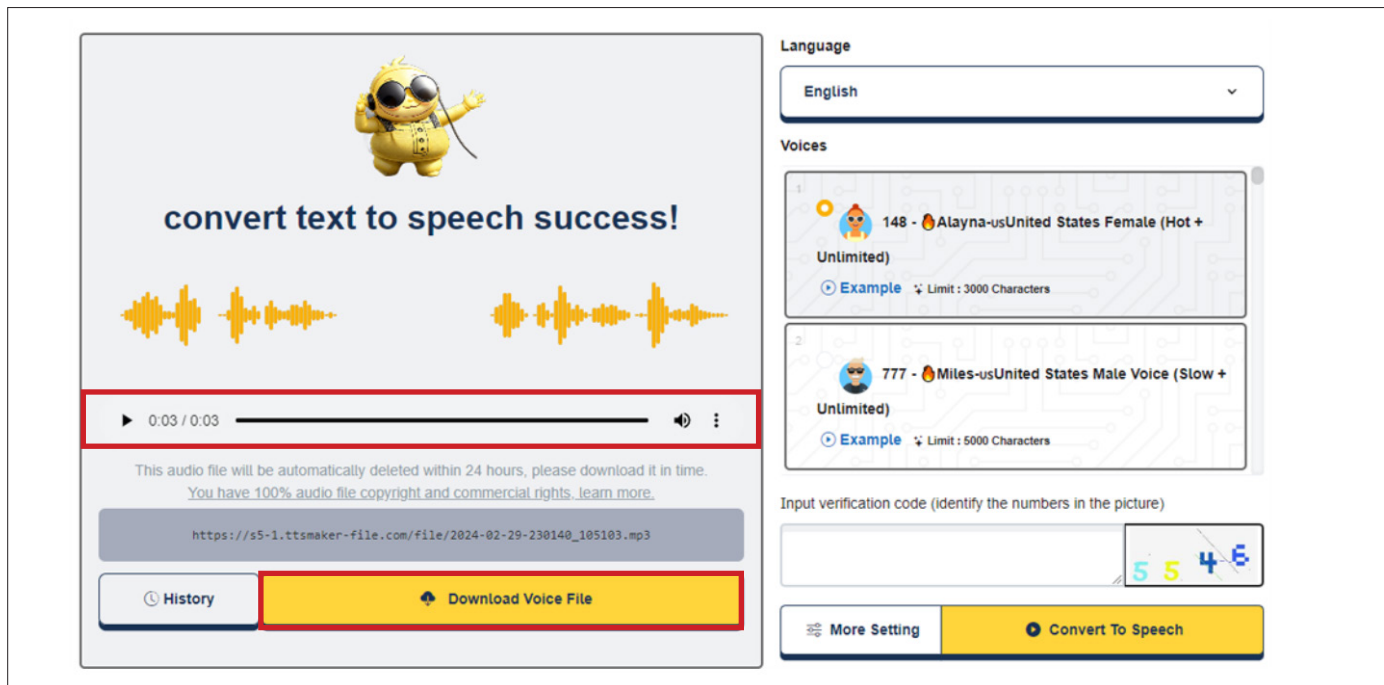 convert text to speech success!
0:03 / 0:03
This audio file will be automatically deleted within 24 hours, please download it in time.
You have 100% audio file copyright and commercial rights, learn more.
https://s5-1.ttsmaker-file.com/file/2024-02-29-230140_105103.mp3
History
Download Voice File
Language
English
Voices
1
148 - 🔥Alayna-usUnited States Female (Hot +
Unlimited)
Example Limit : 3000 Characters
2
777 - 🔥Miles-usUnited States Male Voice (Slow +
Unlimited)
Example Limit : 5000 Characters
Input verification code (identify the numbers in the picture)
5 5 4 6
More Setting
Convert To Speech